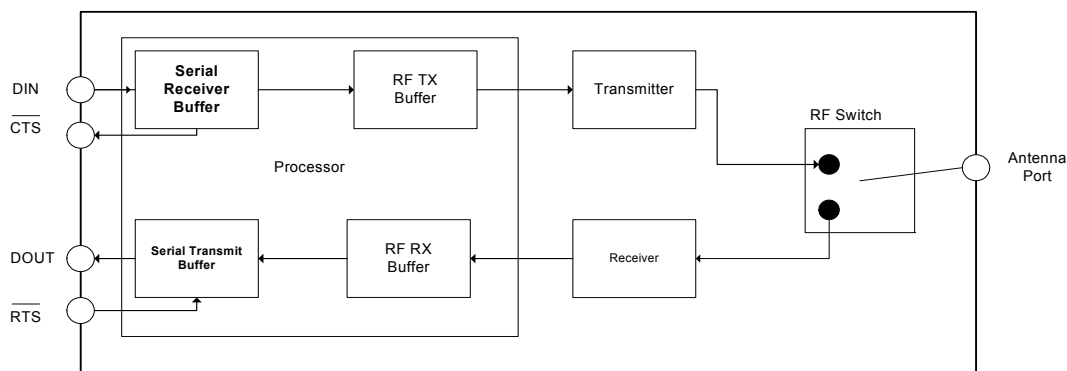 DIN
Serial
Receiver
Buffer
RF TX
Buffer
Transmitter
RF Switch
CTS
Processor
Antenna
Port
DOUT
Serial Transmit
Buffer
RF RX
Buffer
Receiver
RTS